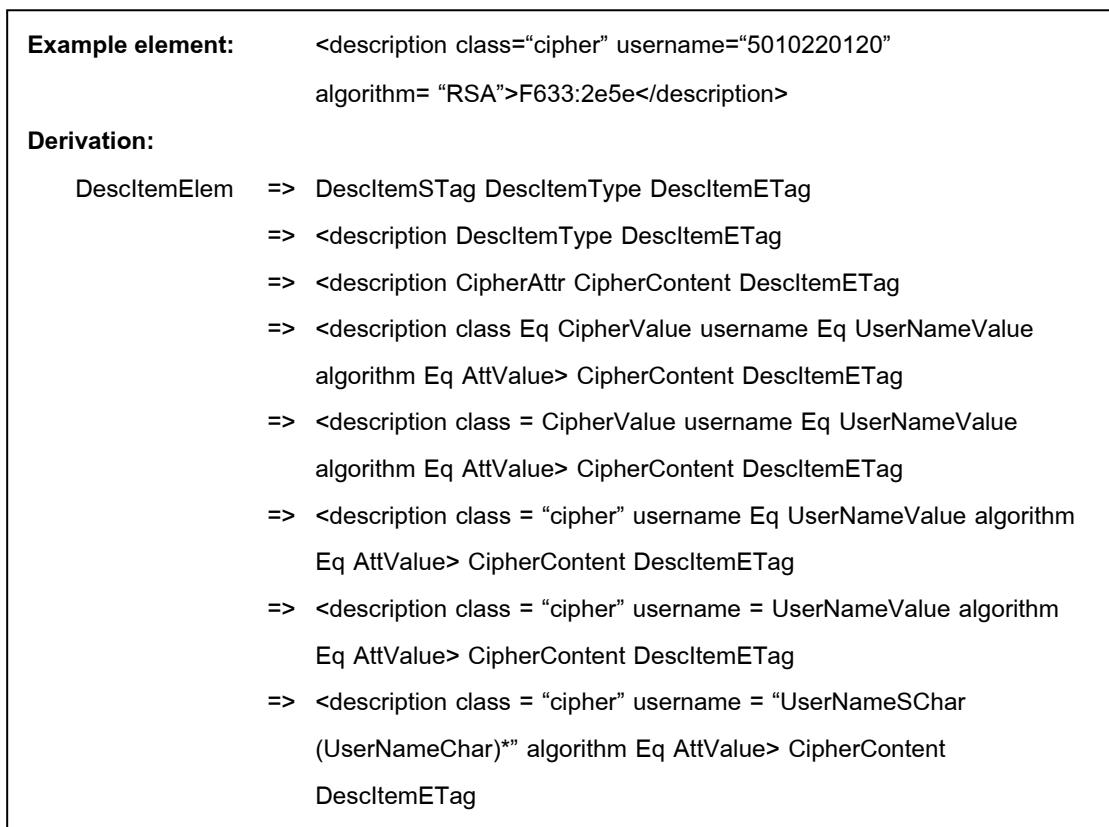 Example element: <description class=“cipher” username=“5010220120”
algorithm= “RSA”>F633:2e5e</description>
Derivation:
DescItemElem => DescItemSTag DescItemType DescItemETag
=> <description DescItemType DescItemETag
=> <description CipherAttr CipherContent DescItemETag
=> <description class Eq CipherValue username Eq UserNameValue
algorithm Eq AttValue> CipherContent DescItemETag
=> <description class = CipherValue username Eq UserNameValue
algorithm Eq AttValue> CipherContent DescItemETag
=> <description class = “cipher” username Eq UserNameValue algorithm
Eq AttValue> CipherContent DescItemETag
=> <description class = “cipher” username = UserNameValue algorithm
Eq AttValue> CipherContent DescItemETag
=> <description class = “cipher” username = “UserNameSChar
(UserNameChar)*” algorithm Eq AttValue> CipherContent
DescItemETag